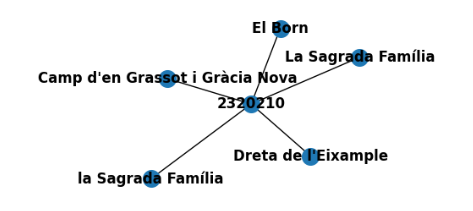 El Born
La Sagrada Família
Camp d'en Grassot i Gràcia Nova
2320210
Dreta de l'Eixample
la Sagrada Família